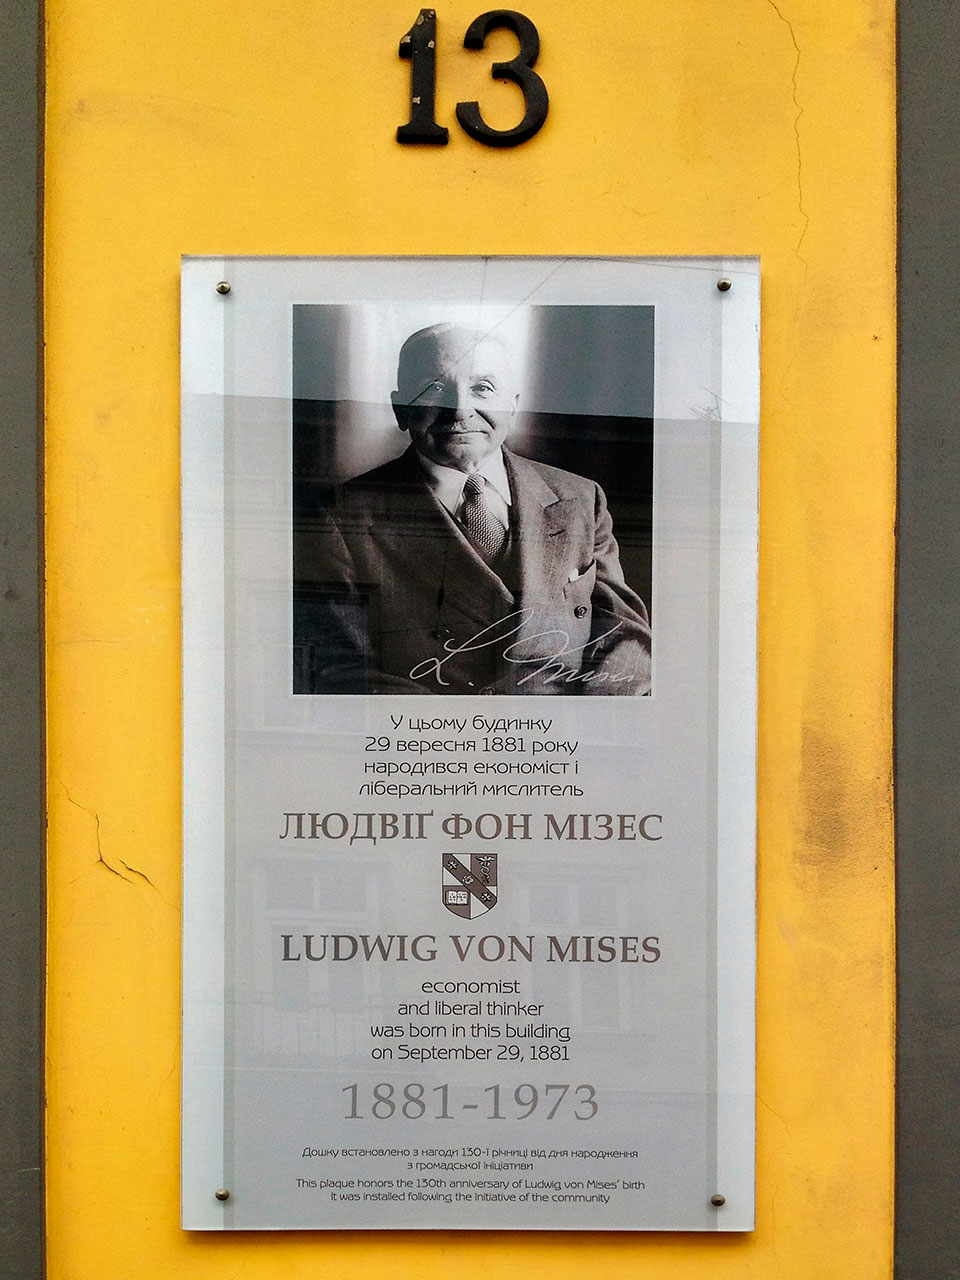 13
L. Mises
У цьому будинку
29 вересня 1881 року
народився економіст і
ліберальний мислитель
ЛЮДВІҐ ФОН МІЗЕС
LUDWIG VON MISES
economist
and liberal thinker
was born in this building
on September 29, 1881
1881-1973
Дошку встановлено з нагоди 130-ї річниці від дня народження
з громадської ініціативи
This plaque honors the 130th anniversary of Ludwig von Mises' birth
It was installed following the initiative of the community